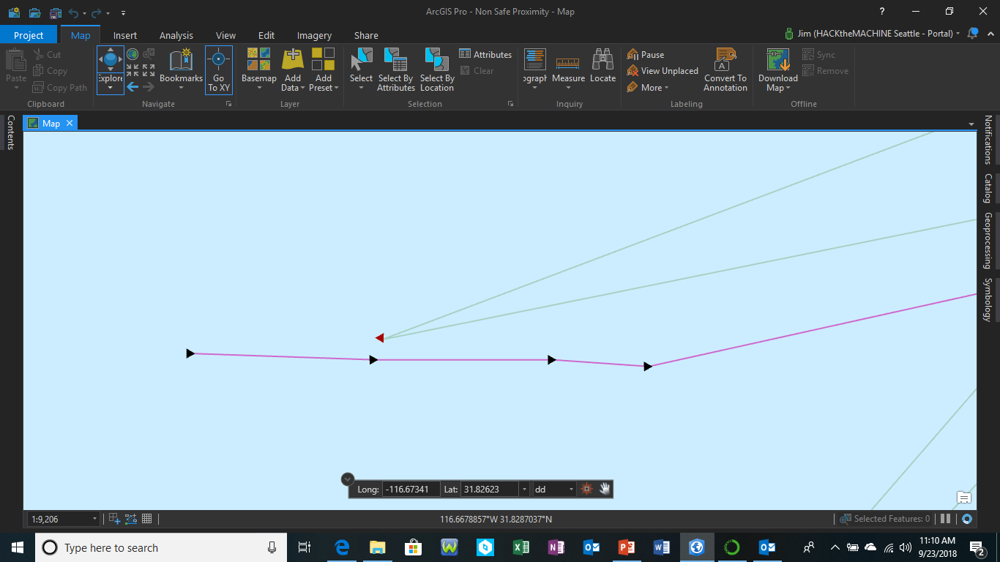 ArcGIS Pro - Non Safe Proximity - Map
?
Project
Map
Insert
Analysis
View
Edit
Imagery
Share
Jim (HACKtheMACHINE Seattle - Portal)
Paste
Cut
Copy
Copy Path
Clipboard
Explore
Bookmarks
Go
To XY
Navigate
Basemap
Add
Data
Add
Preset
Layer
Select
Select By
Attributes
Select By
Location
Attributes
Clear
Selection
ograph
Measure
Locate
Inquiry
Pause
View Unplaced
More
Convert To
Annotation
Labeling
Download
Map
Sync
Remove
Offline
Contents
Map
Notifications
Catalog
Geoprocessing
Symbology
Long: -116.67341 Lat: 31.82623 dd
1:9,206
116.6678857°W 31.8287037°N
Selected Features: 0
Type here to search
11:10 AM
9/23/2018
2